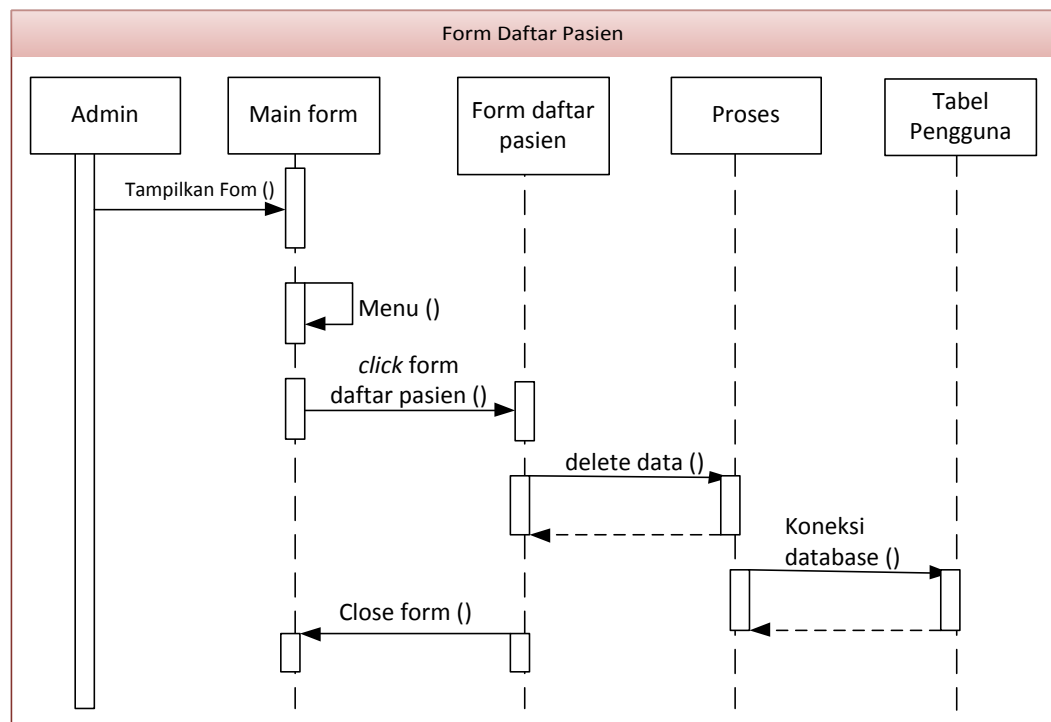 Form Daftar Pasien
Admin
Main form
Form daftar
pasien
Proses
Tabel
Pengguna
Tampilkan Fom ()
Menu ()
click form
daftar pasien ()
delete data ()
Koneksi
database ()
Close form ()